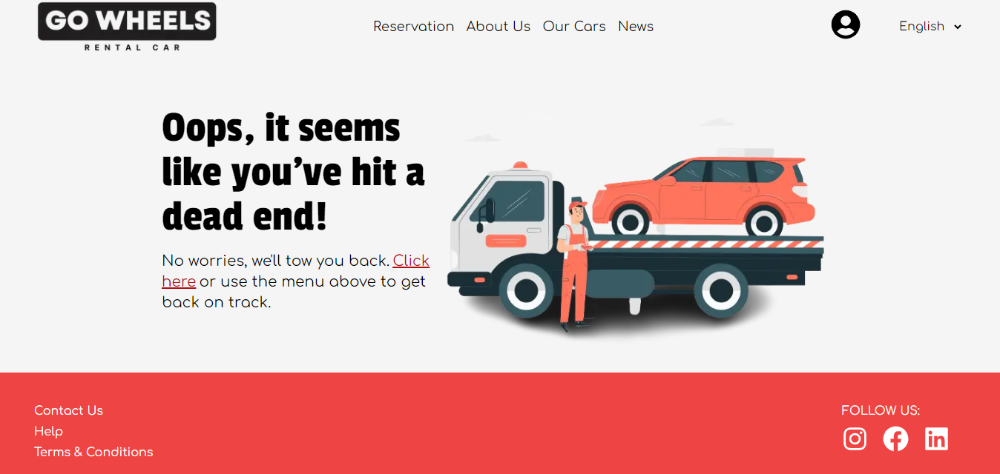 GO WHEELS
RENTAL CAR
Reservation About Us Our Cars News
English
Oops, it seems
like you’ve hit a
dead end!
No worries, we'll tow you back. Click
here or use the menu above to get
back on track.
Contact Us
Help
Terms & Conditions
FOLLOW US: